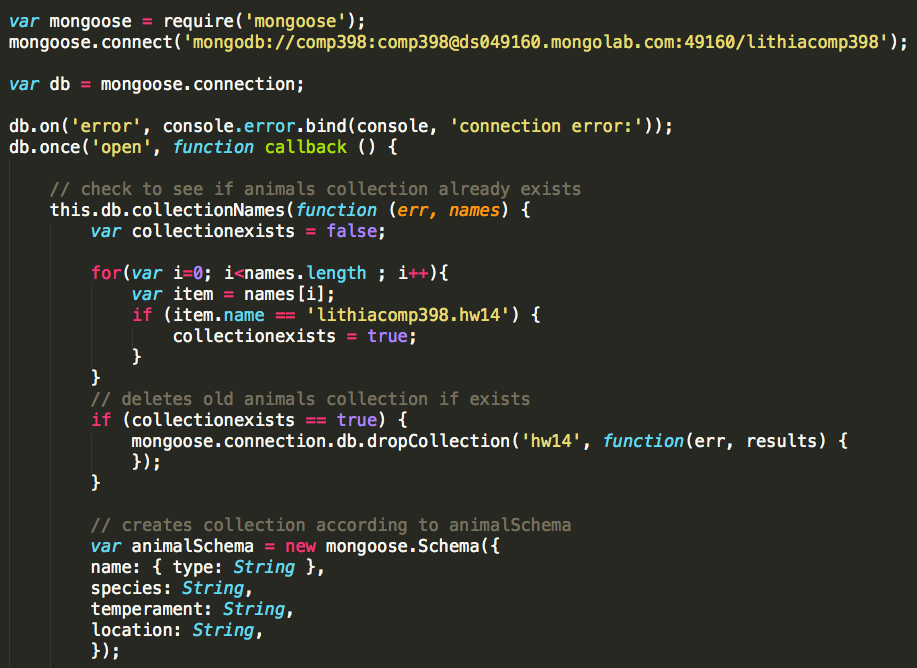 var mongoose = require('mongoose');
mongoose.connect('mongodb://comp398:comp398@ds049160.mongolab.com:49160/lithiacomp398');

var db = mongoose.connection;

db.on('error', console.error.bind(console, 'connection error:'));
db.once('open', function callback () {

    // check to see if animals collection already exists
    this.db.collectionNames(function (err, names) {
        var collectionexists = false;

        for(var i=0; i<names.length ; i++){
            var item = names[i];
            if (item.name == 'lithiacomp398.hw14') {
                collectionexists = true;
            }
        }
        // deletes old animals collection if exists
        if (collectionexists == true) {
            mongoose.connection.db.dropCollection('hw14', function(err, results) {
            });
        }

        // creates collection according to animalSchema
        var animalSchema = new mongoose.Schema({
        name: { type: String },
        species: String,
        temperament: String,
        location: String,
        });